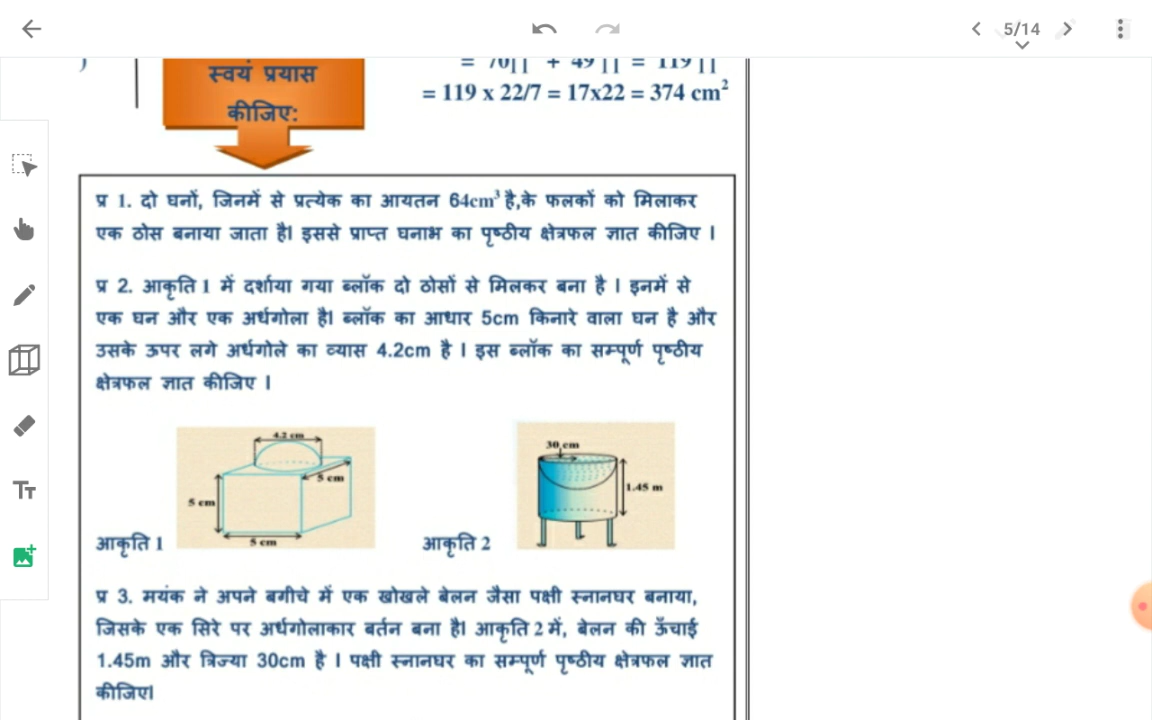 5/14
स्वयं प्रयास
कीजिए:
= 70∏ + 49∏ = 119∏
= 119 x 22/7 = 17x22 = 374 cm²
प्र 1. दो घनों, जिनमें से प्रत्येक का आयतन 64cm³ है,के फलकों को मिलाकर
एक ठोस बनाया जाता है। इससे प्राप्त घनाभ का पृष्ठीय क्षेत्रफल ज्ञात कीजिए ।
प्र 2. आकृति 1 में दर्शाया गया ब्लॉक दो ठोसों से मिलकर बना है । इनमें से
एक घन और एक अर्धगोला है। ब्लॉक का आधार 5cm किनारे वाला घन है और
उसके ऊपर लगे अर्धगोले का व्यास 4.2cm है । इस ब्लॉक का सम्पूर्ण पृष्ठीय
क्षेत्रफल ज्ञात कीजिए ।
4.2 cm
5 cm
5 cm
5 cm
आकृति 1
30 cm
1.45 m
आकृति 2
प्र 3. मयंक ने अपने बगीचे में एक खोखले बेलन जैसा पक्षी स्नानघर बनाया,
जिसके एक सिरे पर अर्धगोलाकार बर्तन बना है। आकृति 2 में, बेलन की ऊँचाई
1.45m और त्रिज्या 30cm है । पक्षी स्नानघर का सम्पूर्ण पृष्ठीय क्षेत्रफल ज्ञात
कीजिए।